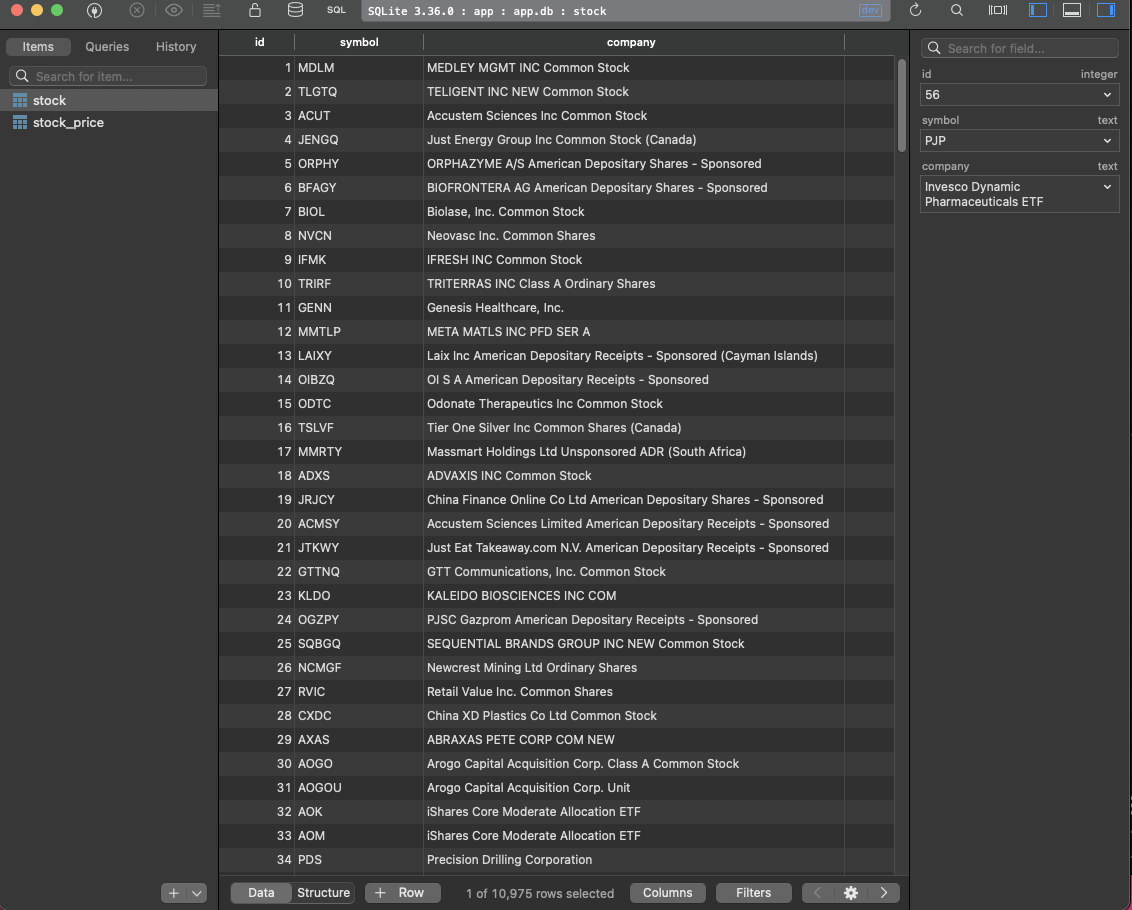 SQL
SQLite 3.36.0 : app : app.db : stock
dev
Items Queries History
Search for item...
stock
stock_price
id symbol company
1 MDLM MEDLEY MGMT INC Common Stock
2 TLGTQ TELIGENT INC NEW Common Stock
3 ACUT Accustem Sciences Inc Common Stock
4 JENGQ Just Energy Group Inc Common Stock (Canada)
5 ORPHY ORPHAZYME A/S American Depositary Shares - Sponsored
6 BFAGY BIOFRONTERA AG American Depositary Shares - Sponsored
7 BIOL Biolase, Inc. Common Stock
8 NVCN Neovasc Inc. Common Shares
9 IFMK IFRESH INC Common Stock
10 TRIRF TRITERRAS INC Class A Ordinary Shares
11 GENN Genesis Healthcare, Inc.
12 MMTLP META MATLS INC PFD SER A
13 LAIXY Laix Inc American Depositary Receipts - Sponsored (Cayman Islands)
14 OIBZQ OI S A American Depositary Receipts - Sponsored
15 ODTC Odonate Therapeutics Inc Common Stock
16 TSLVF Tier One Silver Inc Common Shares (Canada)
17 MMRTY Massmart Holdings Ltd Unsponsored ADR (South Africa)
18 ADXS ADVAXIS INC Common Stock
19 JRJCY China Finance Online Co Ltd American Depositary Shares - Sponsored
20 ACMSY Accustem Sciences Limited American Depositary Receipts - Sponsored
21 JTKWY Just Eat Takeaway.com N.V. American Depositary Receipts - Sponsored
22 GTTNQ GTT Communications, Inc. Common Stock
23 KLDO KALEIDO BIOSCIENCES INC COM
24 OGZPY PJSC Gazprom American Depositary Receipts - Sponsored
25 SQBGQ SEQUENTIAL BRANDS GROUP INC NEW Common Stock
26 NCMGF Newcrest Mining Ltd Ordinary Shares
27 RVIC Retail Value Inc. Common Shares
28 CXDC China XD Plastics Co Ltd Common Stock
29 AXAS ABRAXAS PETE CORP COM NEW
30 AOGO Arogo Capital Acquisition Corp. Class A Common Stock
31 AOGOU Arogo Capital Acquisition Corp. Unit
32 AOK iShares Core Moderate Allocation ETF
33 AOM iShares Core Moderate Allocation ETF
34 PDS Precision Drilling Corporation
Data Structure + Row 1 of 10,975 rows selected Columns Filters
Search for field...
id integer
56
symbol text
PJP
company text
Invesco Dynamic
Pharmaceuticals ETF